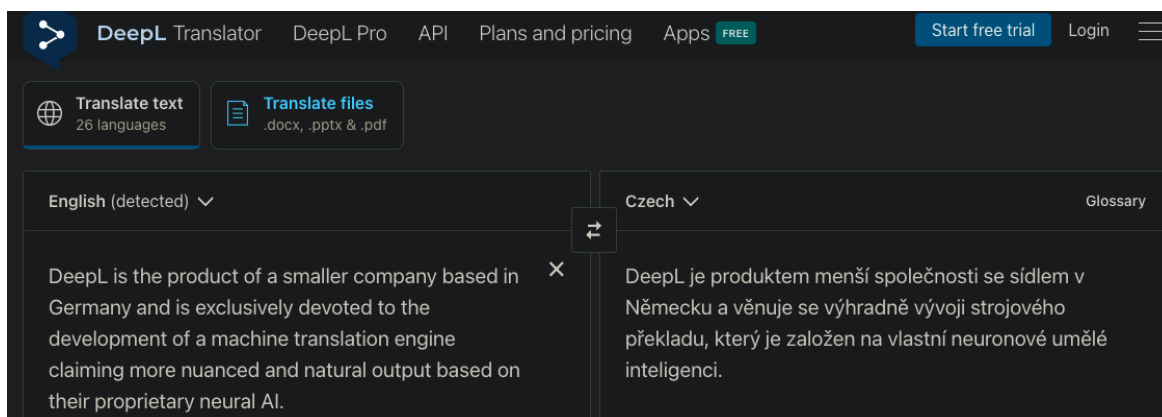 DeepL Translator DeepL Pro API Plans and pricing Apps FREE Start free trial Login
Translate text
26 languages
Translate files
.docx, .pptx & .pdf
English (detected)
DeepL is the product of a smaller company based in
Germany and is exclusively devoted to the
development of a machine translation engine
claiming more nuanced and natural output based on
their proprietary neural AI.
Czech Glossary
DeepL je produktem menší společnosti se sídlem v
Německu a věnuje se výhradně vývoji strojového
překladu, který je založen na vlastní neuronové umělé
inteligenci.